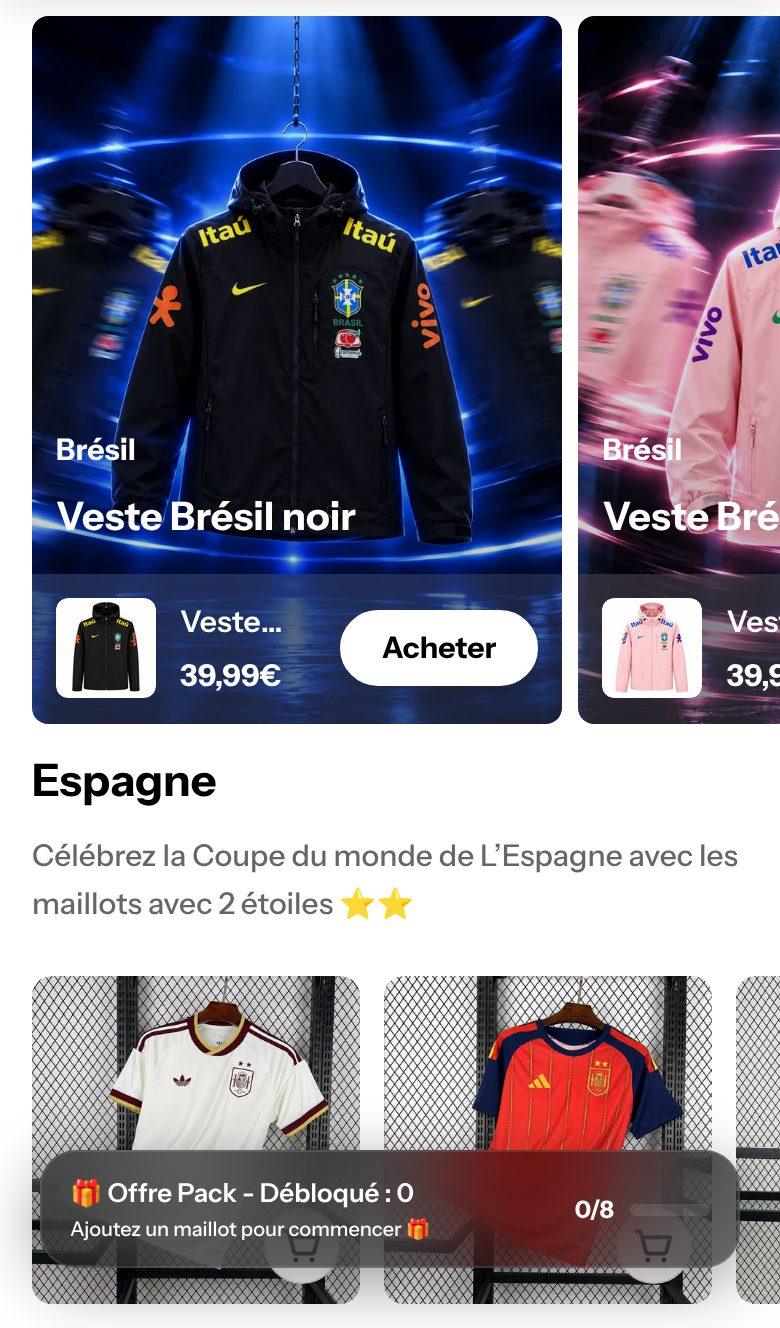 Itaú
Itaú
vivo
BRASIL
Brésil
Veste Brésil noir
Veste...
39,99€
Acheter
Itaú
vivo
Brésil
Veste Bré
Ves
39,9
Espagne
Célébrez la Coupe du monde de L’Espagne avec les
maillots avec 2 étoiles ⭐⭐
🎁 Offre Pack - Débloqué : 0
Ajoutez un maillot pour commencer 🎁
0/8